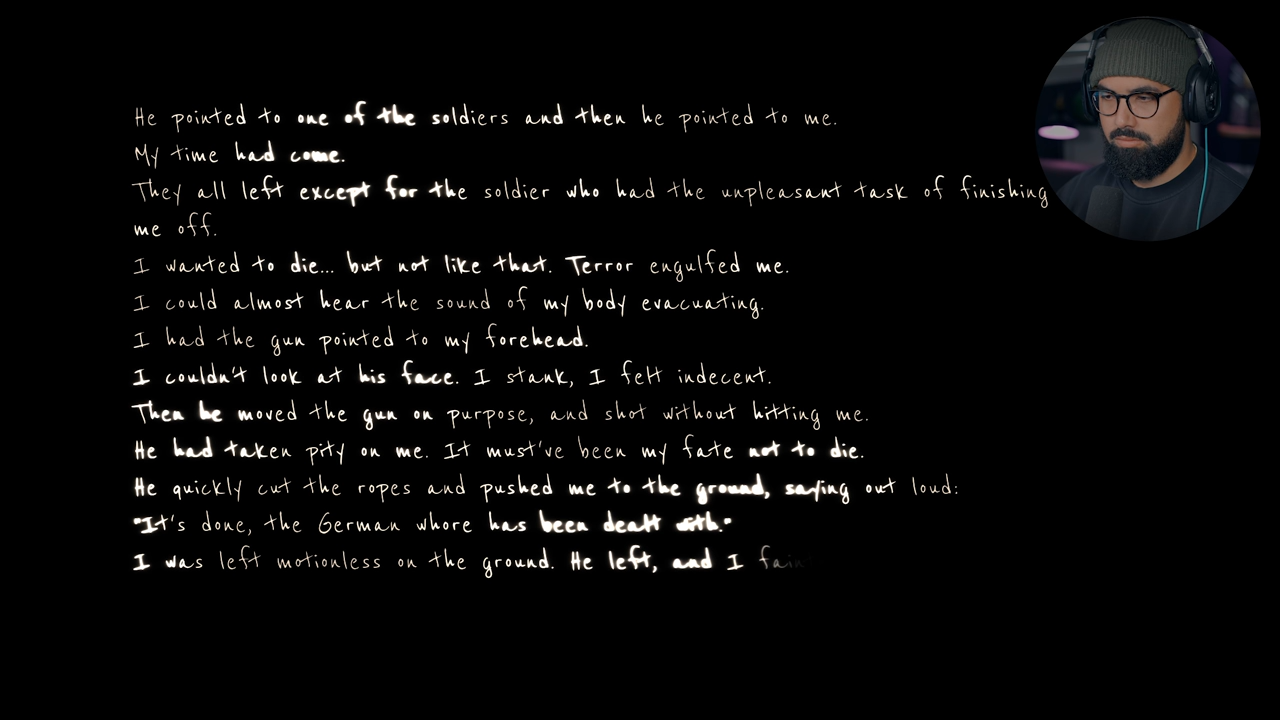 He pointed to one of the soldiers and then he pointed to me.
My time had come.
They all left except for the soldier who had the unpleasant task of finishing
me off.
I wanted to die... but not like that. Terror engulfed me.
I could almost hear the sound of my body evacuating.
I had the gun pointed to my forehead.
I couldn't look at his face. I stank, I felt indecent.
Then he moved the gun on purpose, and shot without hitting me.
He had taken pity on me. It must've been my fate not to die.
He quickly cut the ropes and pushed me to the ground, saying out loud:
"It's done, the German whore has been dealt with."
I was left motionless on the ground. He left, and I